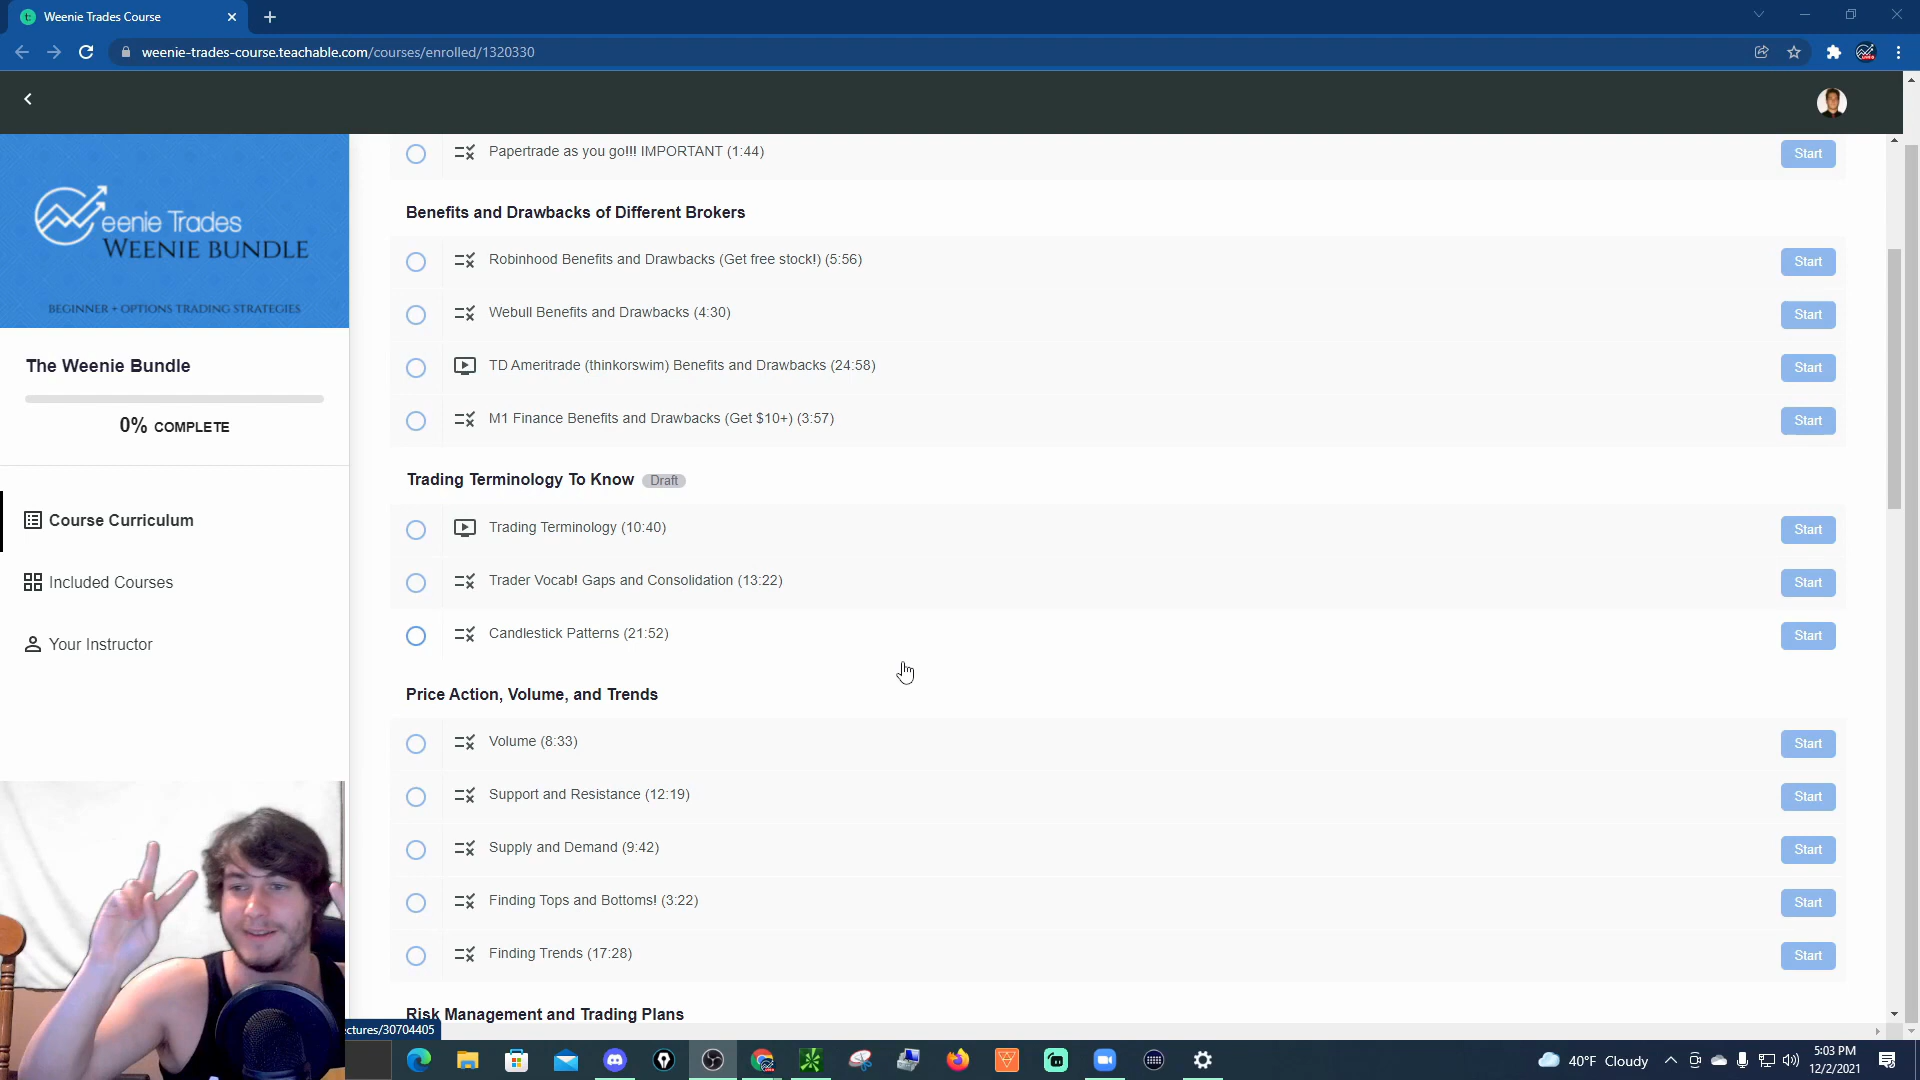 Weenie Trades Course
weenie-trades-course.teachable.com/courses/enrolled/1320330
eenie Trades
WEENIE BUNDLE
BEGINNER + OPTIONS TRADING STRATEGIES
The Weenie Bundle
0% COMPLETE
Course Curriculum
Included Courses
Your Instructor
Papertrade as you go!!! IMPORTANT (1:44)
Start
Benefits and Drawbacks of Different Brokers
Robinhood Benefits and Drawbacks (Get free stock!) (5:56)
Start
Webull Benefits and Drawbacks (4:30)
Start
TD Ameritrade (thinkorswim) Benefits and Drawbacks (24:58)
Start
M1 Finance Benefits and Drawbacks (Get $10+) (3:57)
Start
Trading Terminology To Know Draft
Trading Terminology (10:40)
Start
Trader Vocab! Gaps and Consolidation (13:22)
Start
Candlestick Patterns (21:52)
Start
Price Action, Volume, and Trends
Volume (8:33)
Start
Support and Resistance (12:19)
Start
Supply and Demand (9:42)
Start
Finding Tops and Bottoms! (3:22)
Start
Finding Trends (17:28)
Start
Risk Management and Trading Plans
ectures/30704405
40°F Cloudy
5:03 PM
12/2/2021